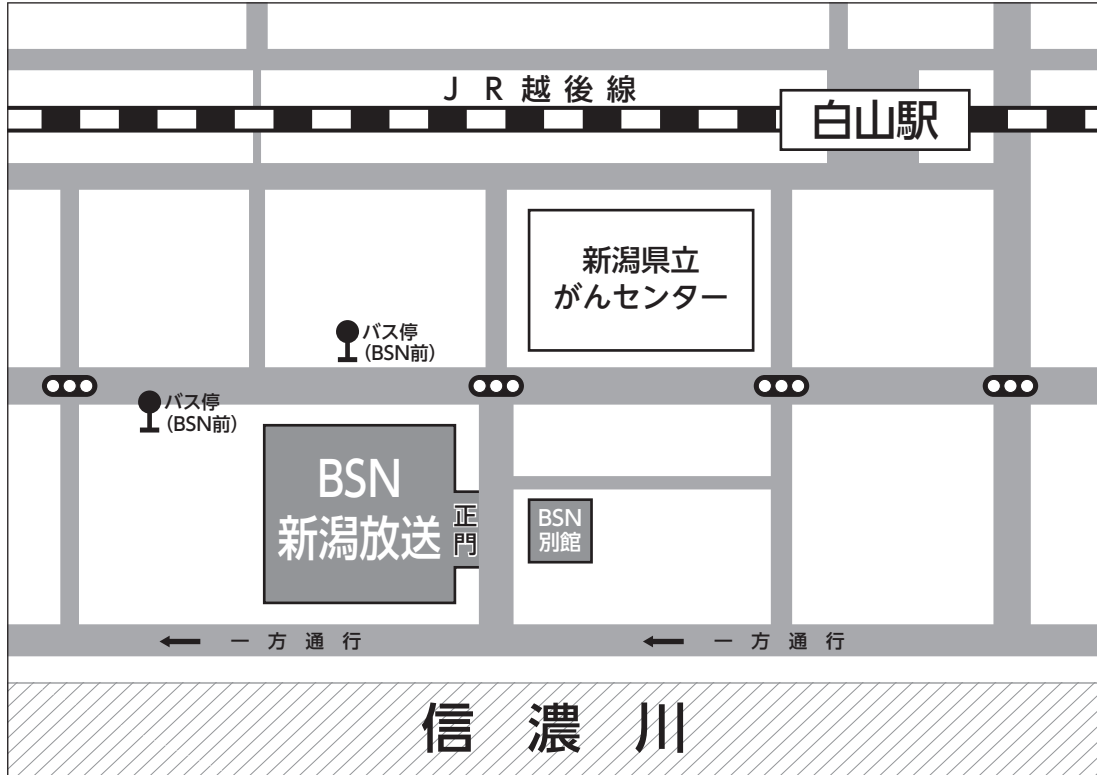 JR越後線
白山駅
新潟県立
がんセンター
バス停
(BSN前)
バス停
(BSN前)
BSN
新潟放送
正
門
BSN
別館
← 一方通行
← 一方通行
信濃川